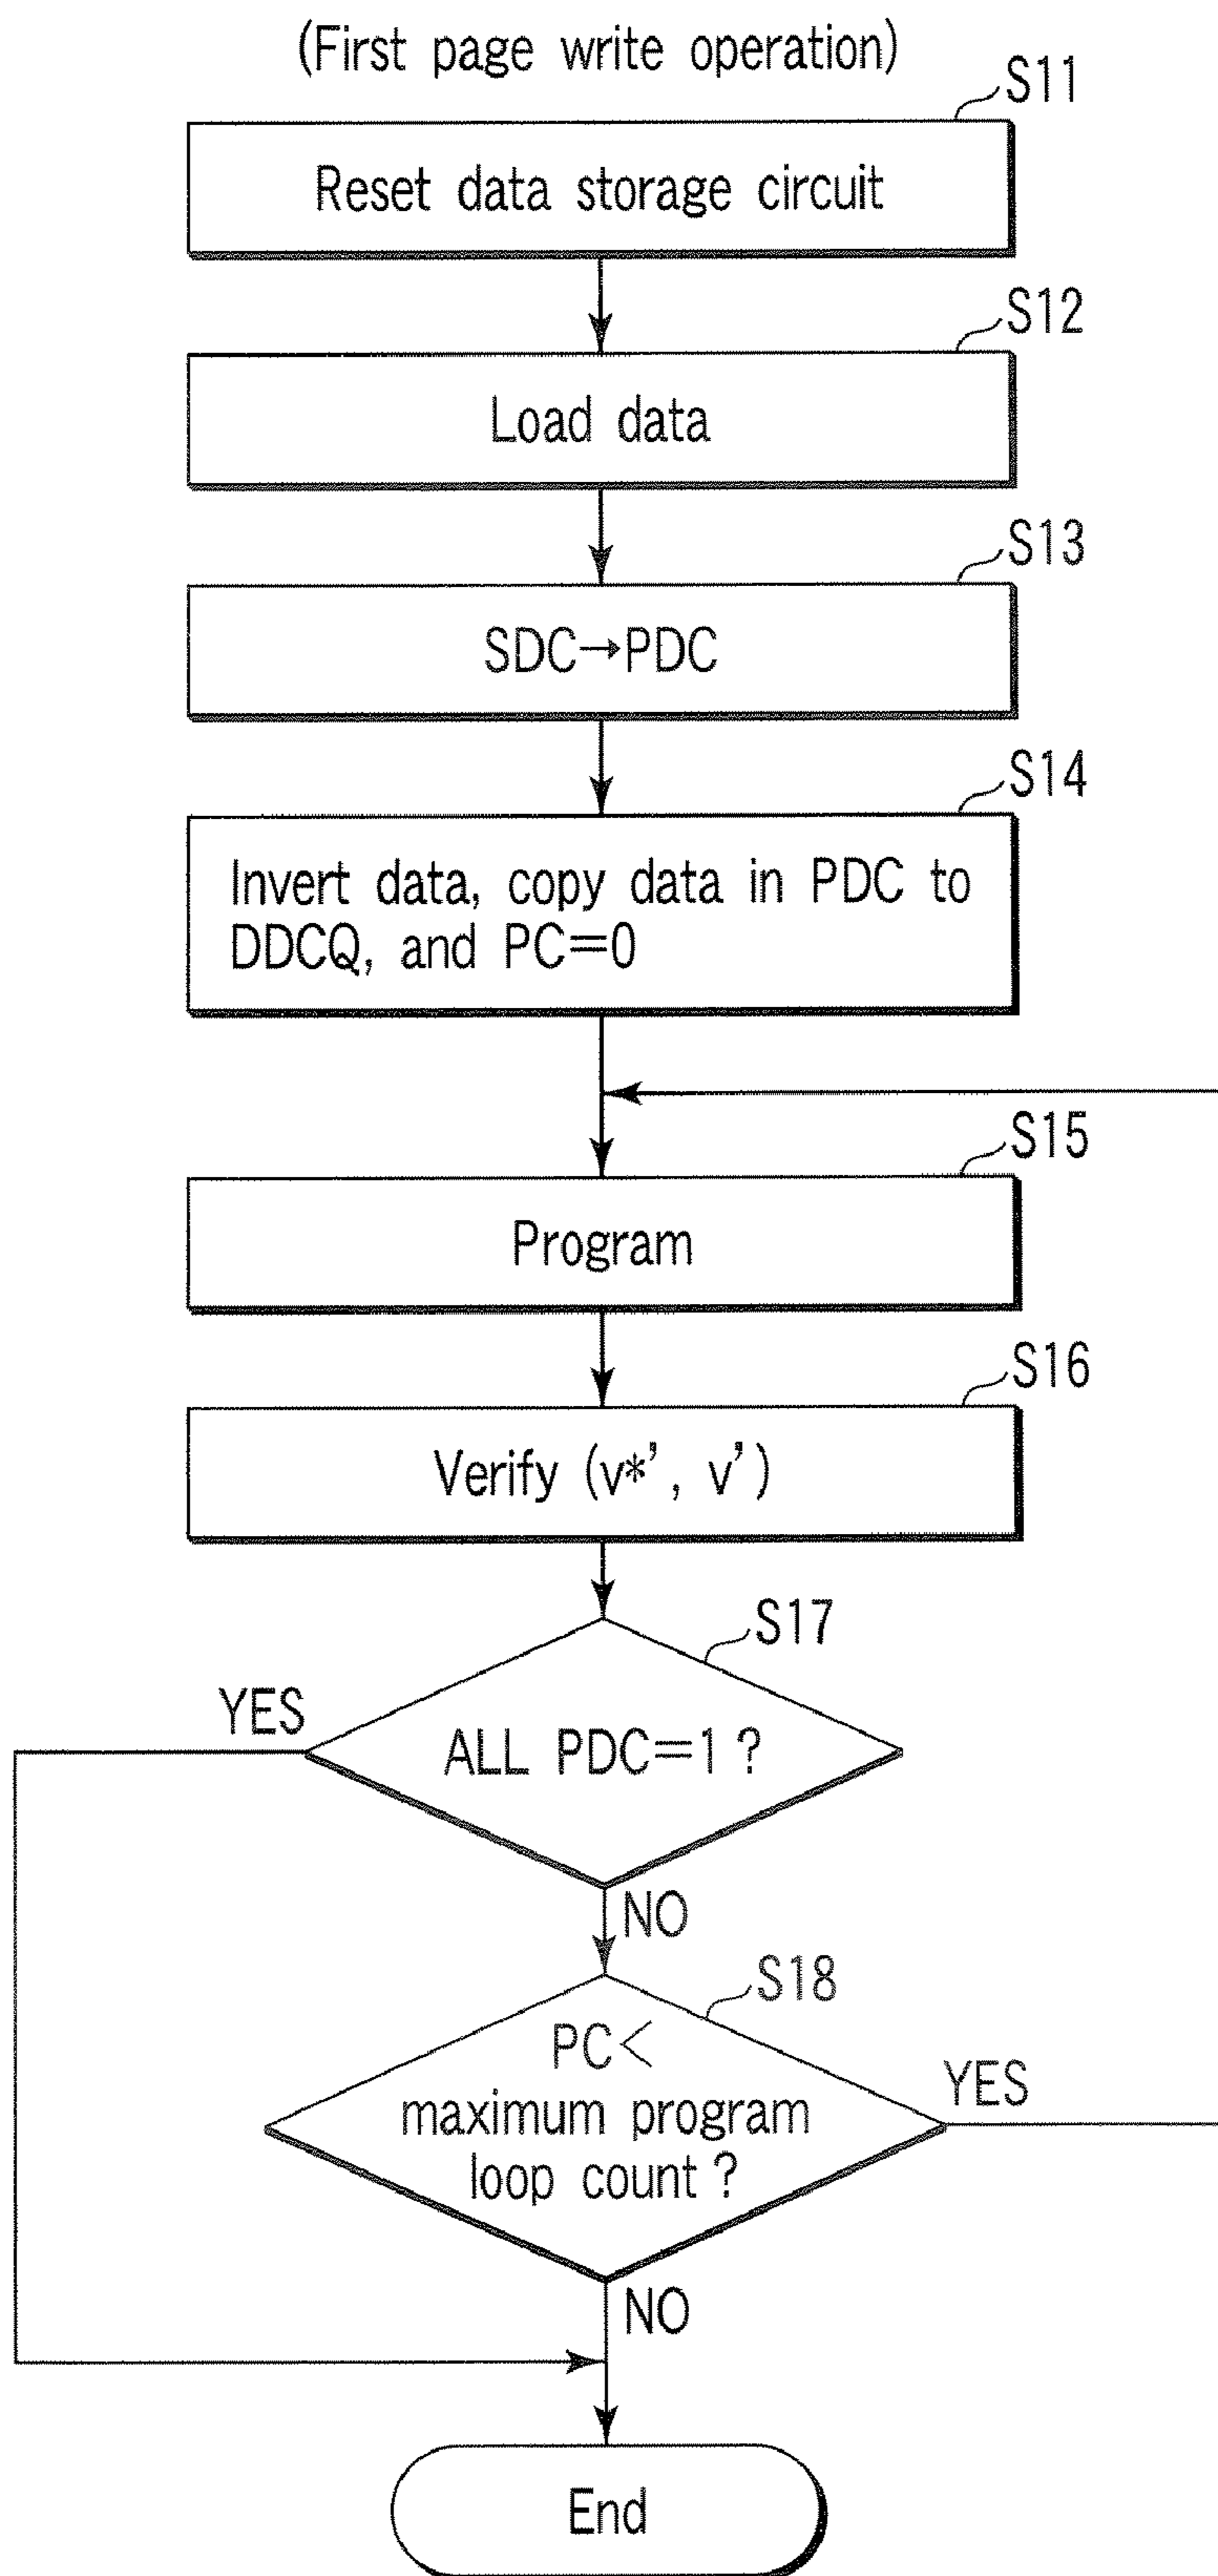 (First page write operation)
S11
Reset data storage circuit
S12
Load data
S13
SDC→PDC
S14
Invert data, copy data in PDC to
DDCQ, and PC=0
S15
Program
S16
Verify (v*', v')
S17
YES
ALL PDC=1?
NO
S18
PC<
maximum program
loop count?
YES
NO
End